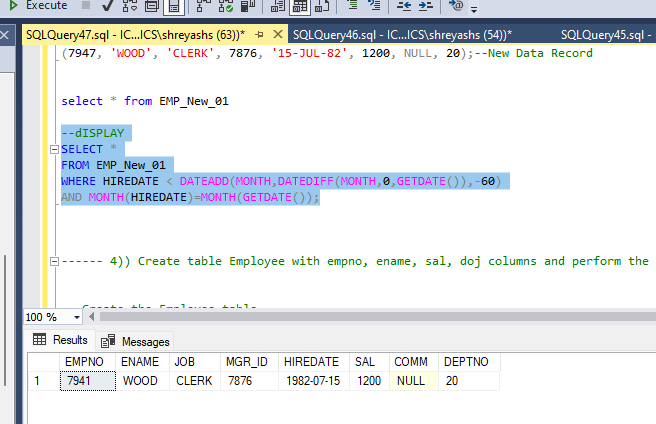 Execute
SQLQuery47.sql - IC...ICS\shreyashs (63))*
SQLQuery46.sql - IC...ICS\shreyashs (54))*
SQLQuery45.sql
(7947, 'WOOD', 'CLERK', 7876, '15-JUL-82', 1200, NULL, 20);--New Data Record
select * from EMP_New_01
--dISPLAY
SELECT *
FROM EMP_New_01
WHERE HIREDATE < DATEADD(MONTH,DATEDIFF(MONTH,0,GETDATE()),-60)
AND MONTH(HIREDATE)=MONTH(GETDATE());
------ 4)) Create table Employee with empno, ename, sal, doj columns and perform the
Create the Employee table
100 %
Results Messages
EMPNO ENAME JOB MGR_ID HIREDATE SAL COMM DEPTNO
1 7941 WOOD CLERK 7876 1982-07-15 1200 NULL 20